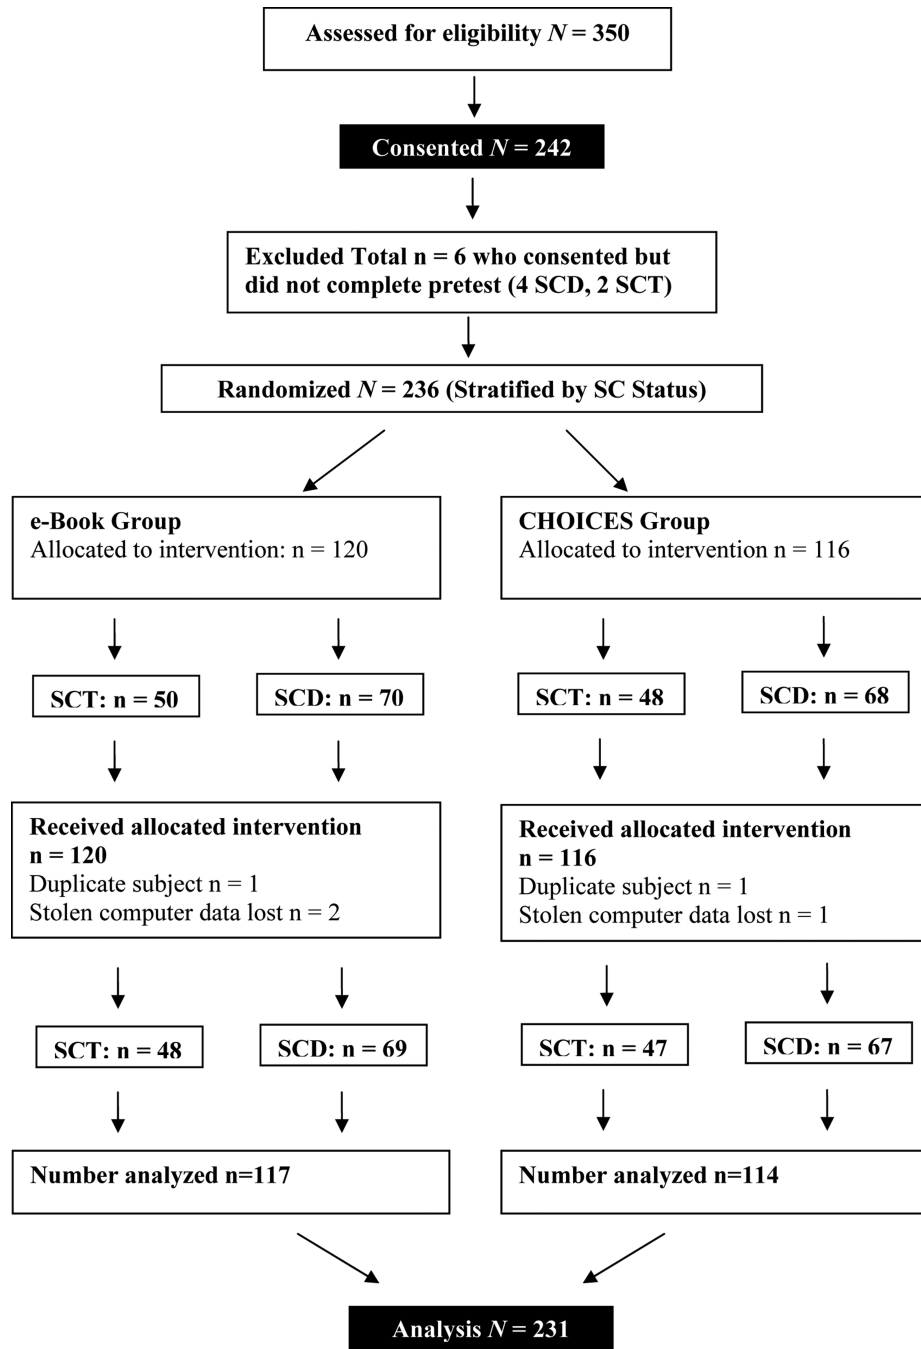 Assessed for eligibility N = 350
Consented N = 242
Excluded Total n = 6 who consented but
did not complete pretest (4 SCD, 2 SCT)
Randomized N = 236 (Stratified by SC Status)
e-Book Group
Allocated to intervention: n = 120
CHOICES Group
Allocated to intervention n = 116
SCT: n = 50
SCD: n = 70
SCT: n = 48
SCD: n = 68
Received allocated intervention
n = 120
Duplicate subject n = 1
Stolen computer data lost n = 2
Received allocated intervention
n = 116
Duplicate subject n = 1
Stolen computer data lost n = 1
SCT: n = 48
SCD: n = 69
SCT: n = 47
SCD: n = 67
Number analyzed n=117
Number analyzed n=114
Analysis N = 231